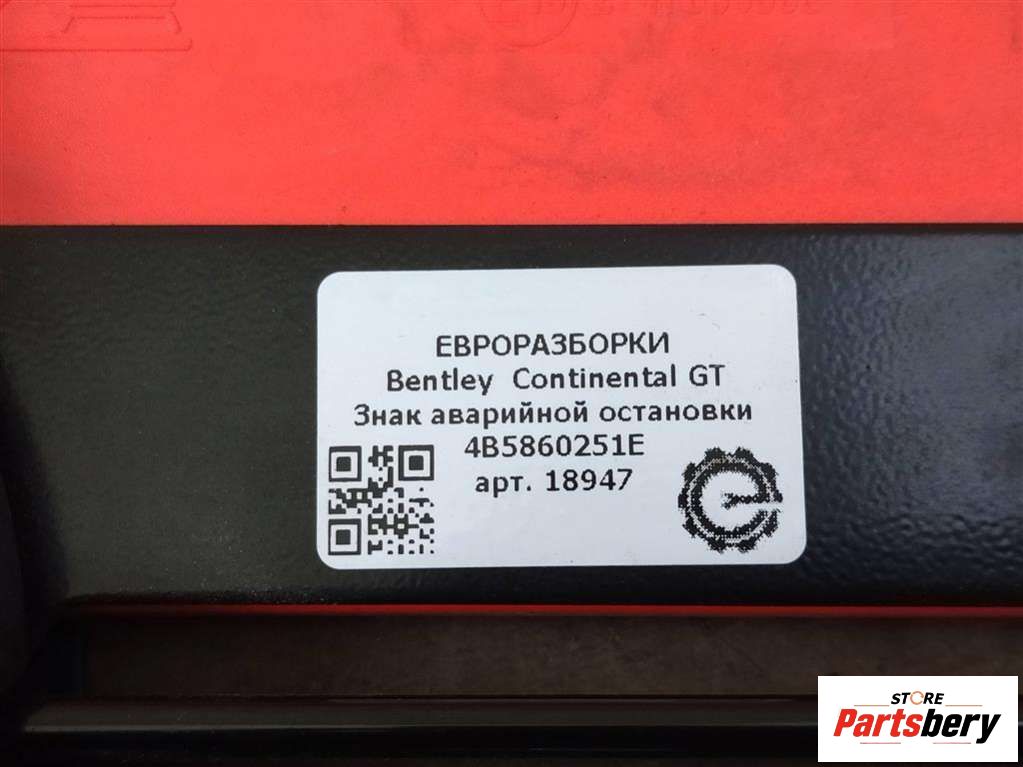 ЕВРОРАЗБОРКИ
Bentley Continental GT
Знак аварийной остановки
4B5860251E
арт. 18947
STORE
Partsbery